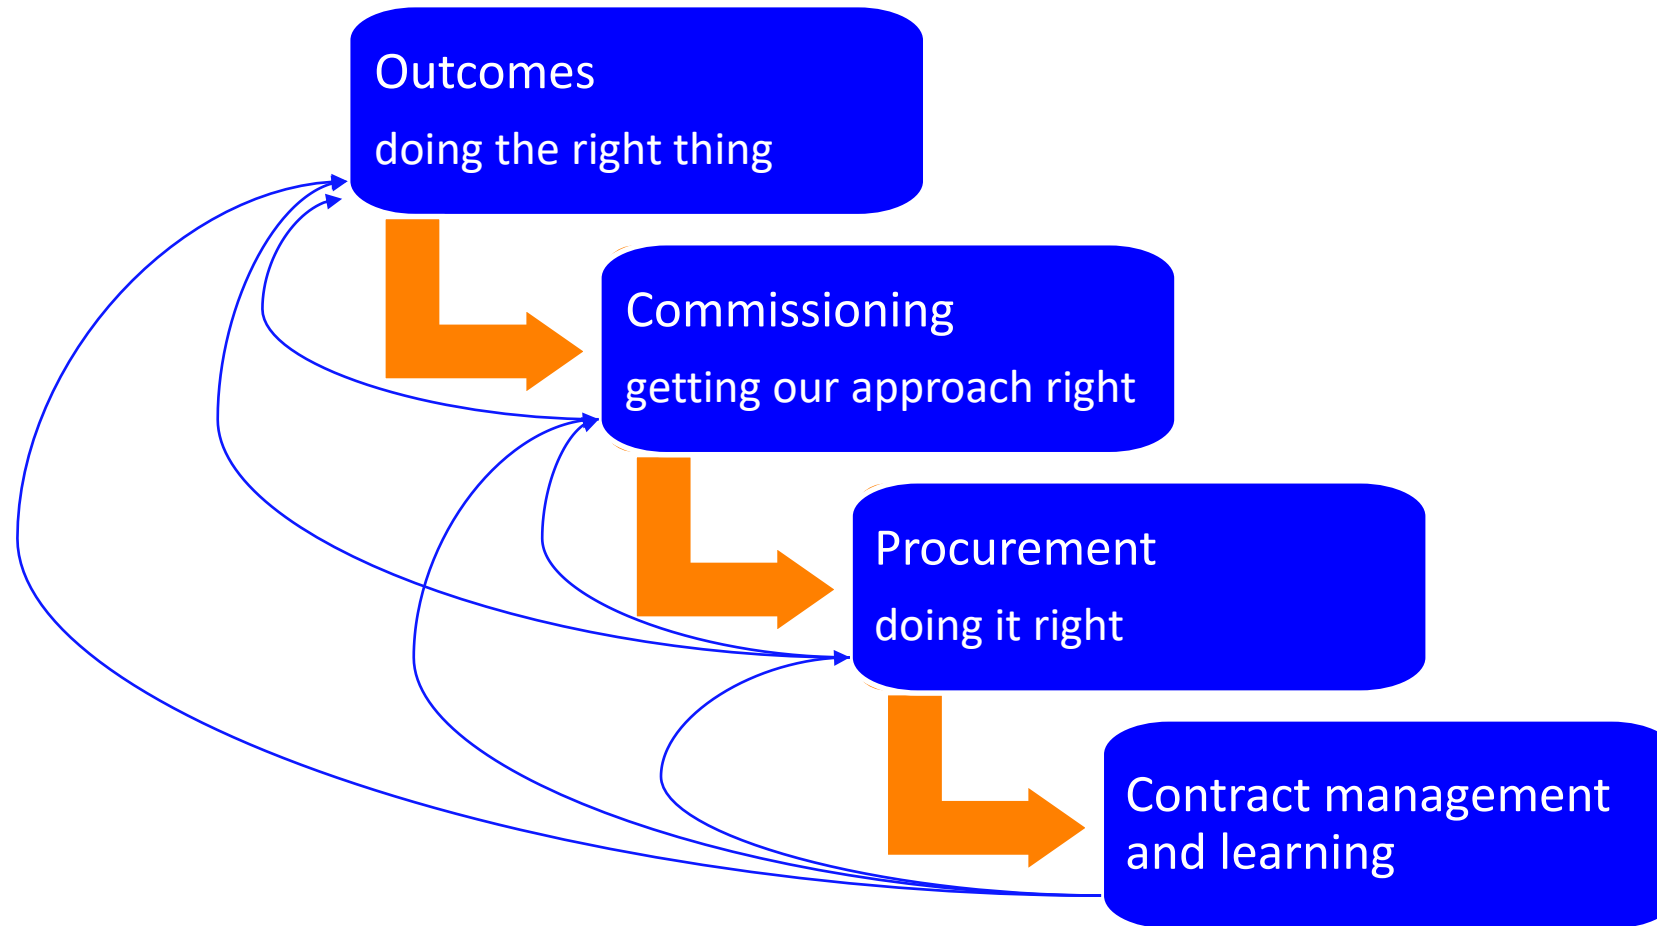 Outcomes
doing the right thing
Commissioning
getting our approach right
Procurement
doing it right
Contract management
and learning